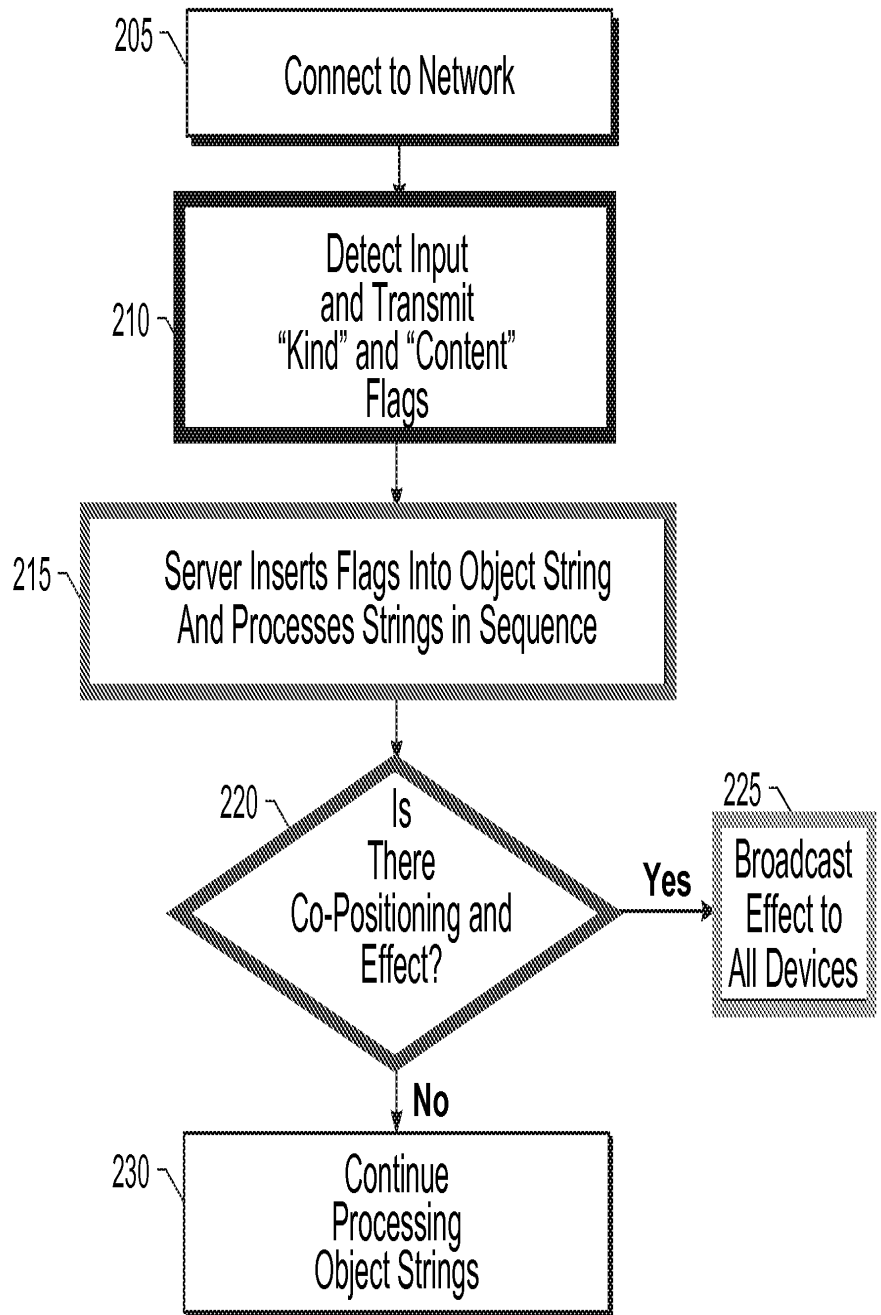 205
Connect to Network
210
Detect Input
and Transmit
“Kind” and “Content”
Flags
215
Server Inserts Flags Into Object String
And Processes Strings in Sequence
220
Is
There
Co-Positioning and
Effect?
Yes
225
Broadcast
Effect to
All Devices
No
230
Continue
Processing
Object Strings